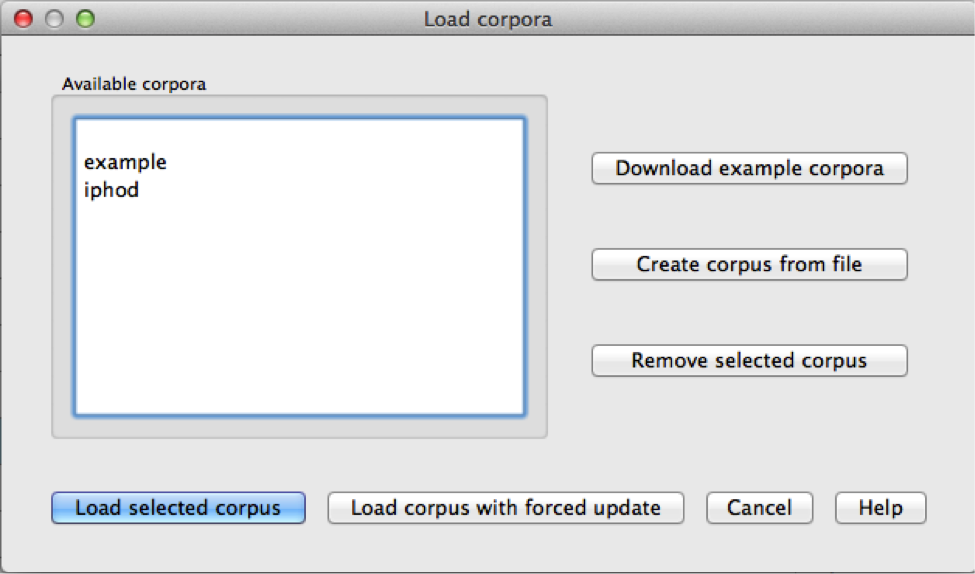 Load corpora
Available corpora
example
iphod
Download example corpora
Create corpus from file
Remove selected corpus
Load selected corpus
Load corpus with forced update
Cancel
Help